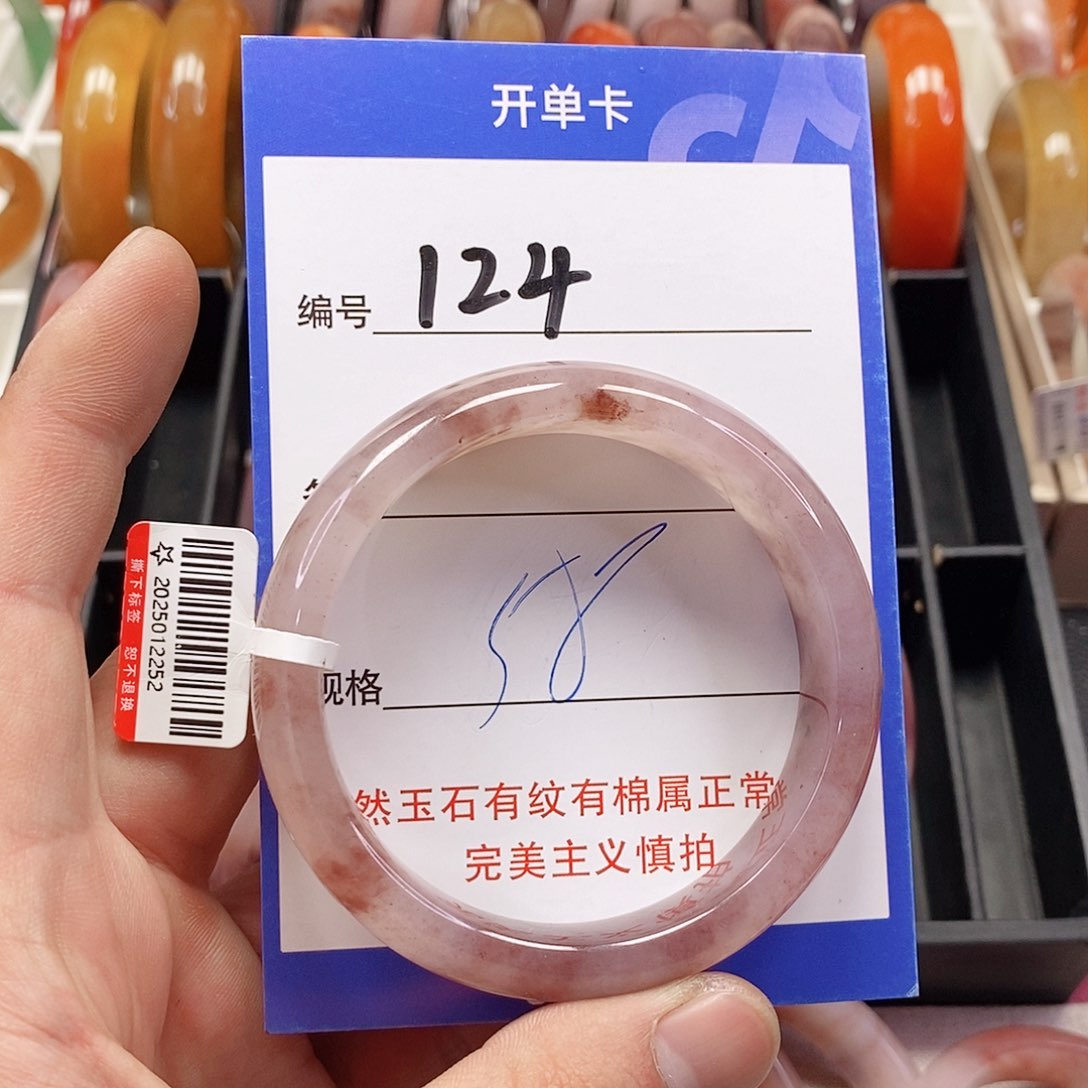 开单卡
编号 124
规格 58
然玉石有纹有棉属正常
完美主义慎拍
☆ 2025012252
撕下标签 恕不退换